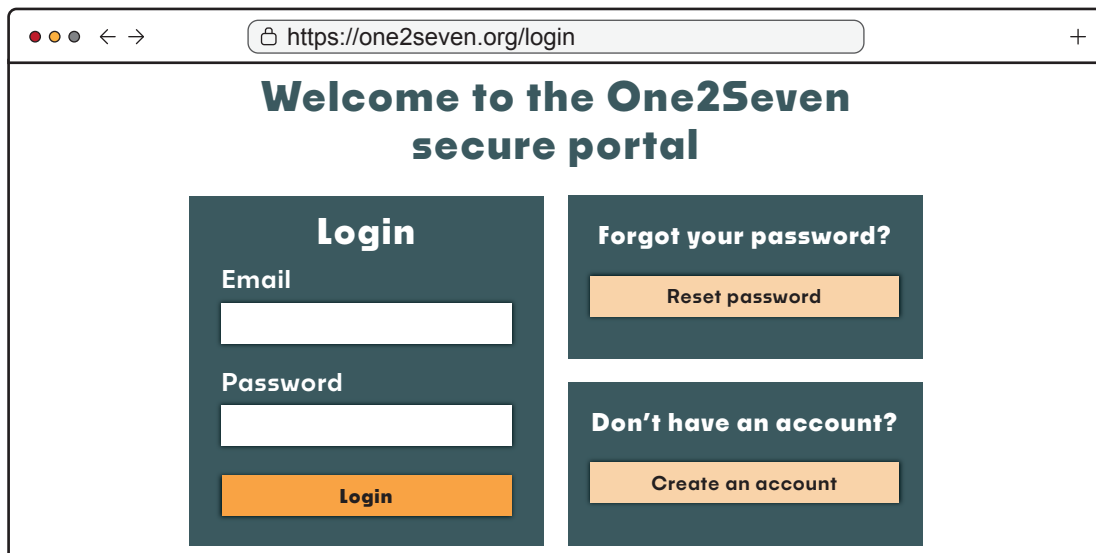 https://one2seven.org/login
Welcome to the One2Seven
secure portal
Login
Email
Password
Login
Forgot your password?
Reset password
Don’t have an account?
Create an account